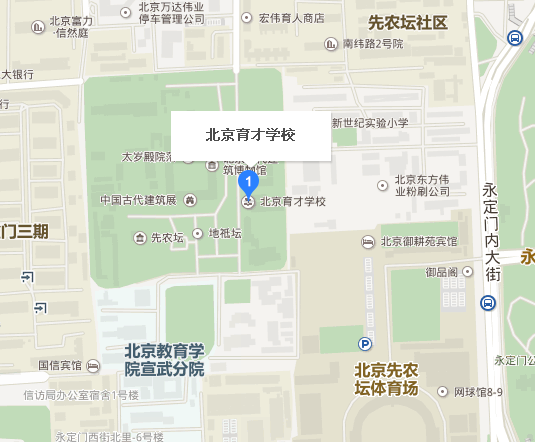 北京富力
·信然庭
北京万达伟业
停车管理公司
宏伟育人商店
先农坛社区
南纬路2号院
大银行
行
新世纪实验小学
北京育才学校
太岁殿院
筑博物馆
1
北京东方伟
业粉刷公司
中国古代建筑展
北京育才学校
永定门内大街
门三期
先农坛
地祗坛
北京御耕苑宾馆
御品阁
永
北京教育学
院宣武分院
P
国信宾馆
北京先农
坛体育场
永定门公
信访局办公室宿舍1号楼
网球馆8-9
永定门西街北里-6号楼